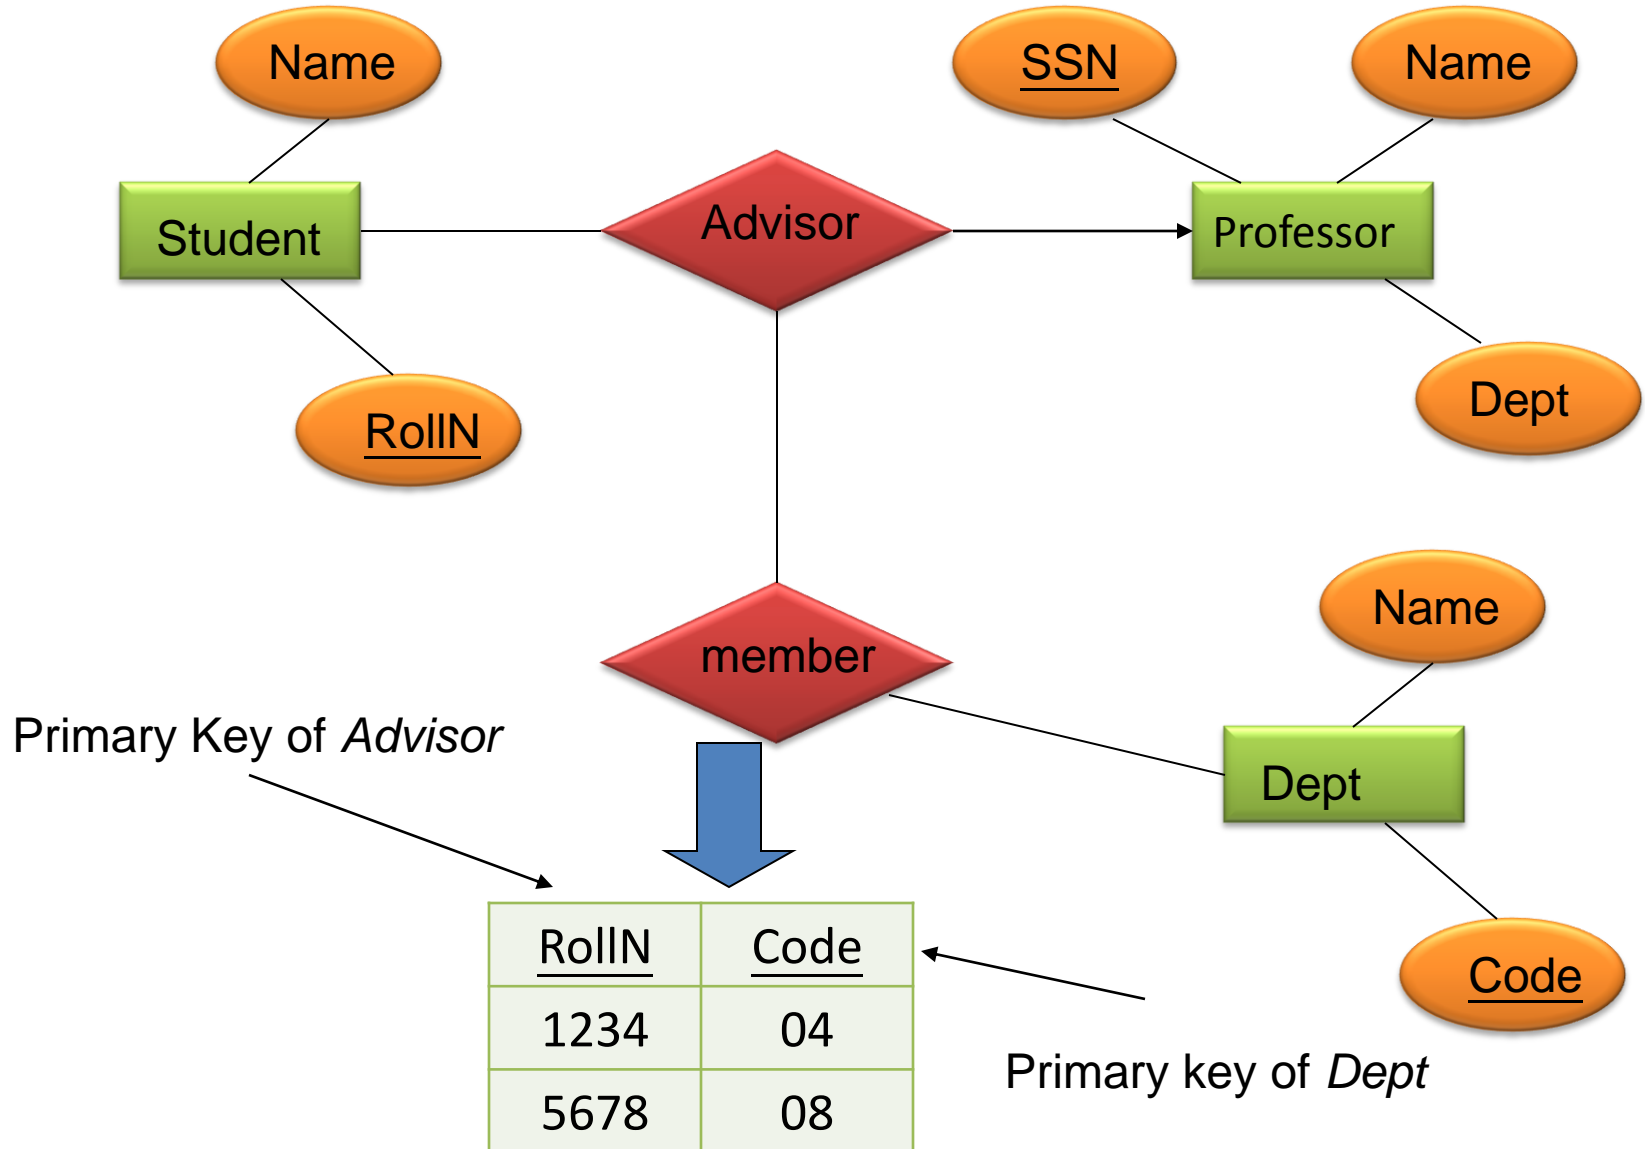 Name
SSN
Name
Student
Advisor
Professor
RollN
Dept
Name
member
Primary Key of Advisor
Dept
RollN Code
1234 04
5678 08
Code
Primary key of Dept